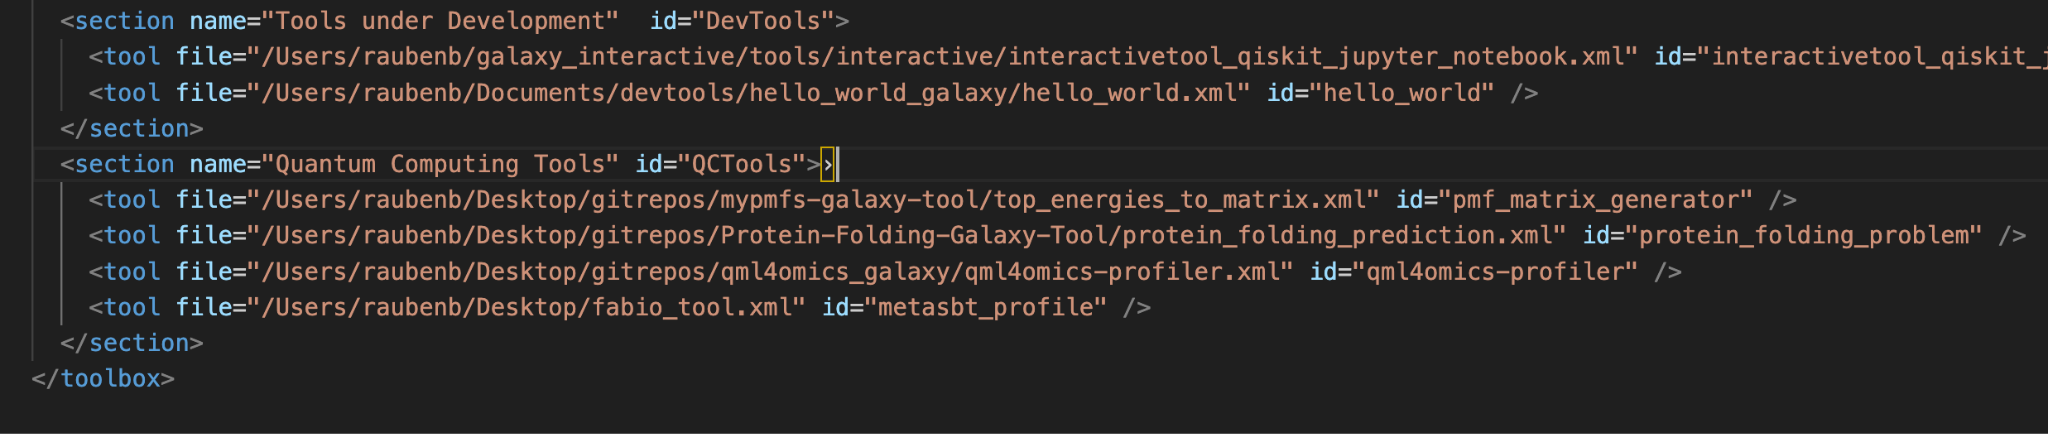 <section name="Tools under Development"  id="DevTools">
<tool file="/Users/raubenb/galaxy_interactive/tools/interactive/interactivetool_qiskit_jupyter_notebook.xml" id="interactivetool_qiskit_j
<tool file="/Users/raubenb/Documents/devtools/hello_world_galaxy/hello_world.xml" id="hello_world" />
</section>
<section name="Quantum Computing Tools" id="QCTools">›
<tool file="/Users/raubenb/Desktop/gitrepos/mypmfs-galaxy-tool/top_energies_to_matrix.xml" id="pmf_matrix_generator" />
<tool file="/Users/raubenb/Desktop/gitrepos/Protein-Folding-Galaxy-Tool/protein_folding_prediction.xml" id="protein_folding_problem" />
<tool file="/Users/raubenb/Desktop/gitrepos/qml4omics_galaxy/qml4omics-profiler.xml" id="qml4omics-profiler" />
<tool file="/Users/raubenb/Desktop/fabio_tool.xml" id="metasbt_profile" />
</section>
</toolbox>